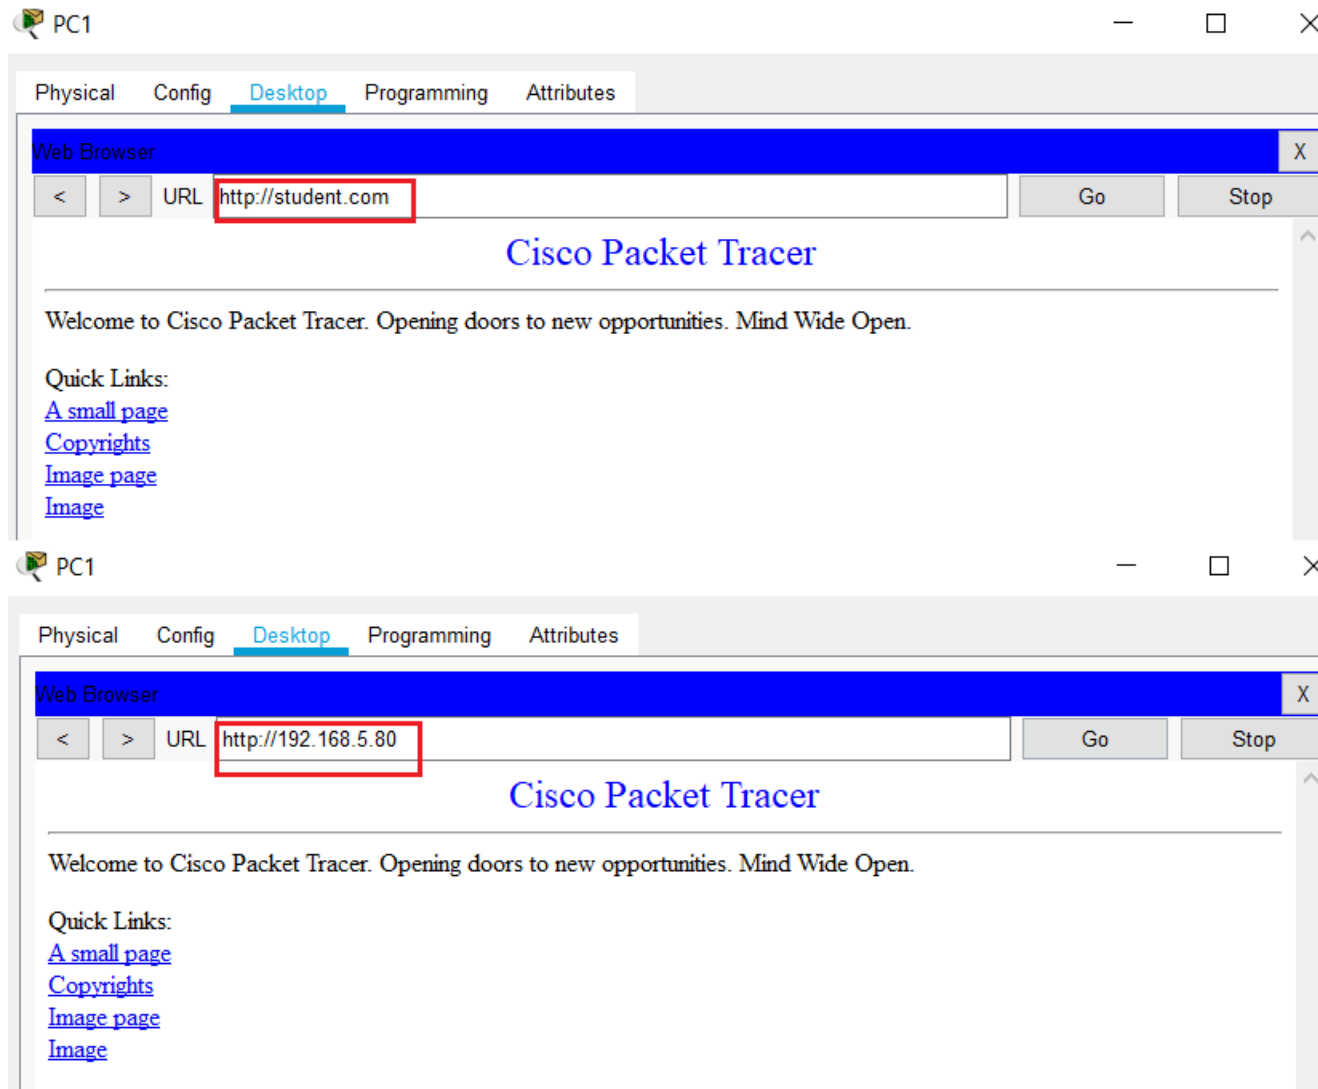 PC1
Physical Config Desktop Programming Attributes
Web Browser X
< > URL http://student.com Go Stop
Cisco Packet Tracer
Welcome to Cisco Packet Tracer. Opening doors to new opportunities. Mind Wide Open.
Quick Links:
A small page
Copyrights
Image page
Image
PC1
Physical Config Desktop Programming Attributes
Web Browser X
< > URL http://192.168.5.80 Go Stop
Cisco Packet Tracer
Welcome to Cisco Packet Tracer. Opening doors to new opportunities. Mind Wide Open.
Quick Links:
A small page
Copyrights
Image page
Image